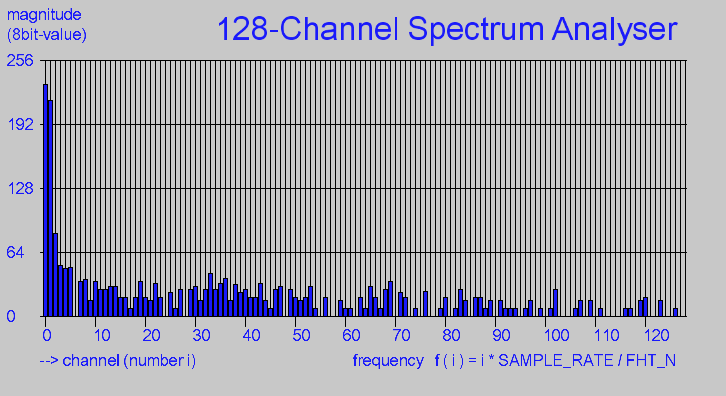 magnitude
(8bit-value)
128-Channel Spectrum Analyser
256
192
128
64
0
0 10 20 30 40 50 60 70 80 90 100 110 120
--> channel (number i)
frequency f ( i ) = i * SAMPLE_RATE / FHT_N